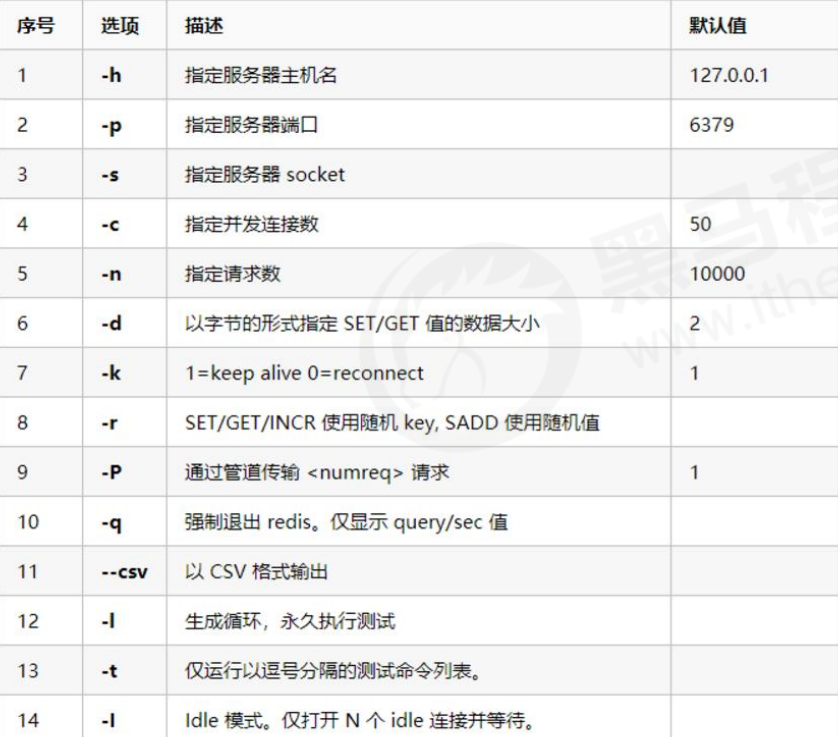 序号 选项 描述 默认值
1 -h 指定服务器主机名 127.0.0.1
2 -p 指定服务器端口 6379
3 -s 指定服务器 socket
4 -c 指定并发连接数 50
5 -n 指定请求数 10000
6 -d 以字节的形式指定 SET/GET 值的数据大小 2
7 -k 1=keep alive 0=reconnect 1
8 -r SET/GET/INCR 使用随机 key, SADD 使用随机值
9 -P 通过管道传输 <numreq> 请求 1
10 -q 强制退出 redis。仅显示 query/sec 值
11 --csv 以 CSV 格式输出
12 -l 生成循环，永久执行测试
13 -t 仅运行以逗号分隔的测试命令列表。
14 -I Idle 模式。仅打开 N 个 idle 连接并等待。
黑马程
www.ithe